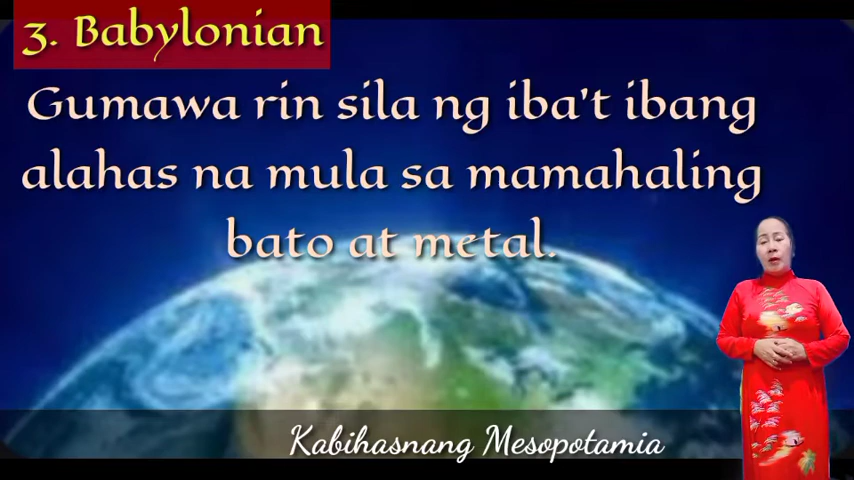 3. Babylonian
Gumawa rin sila ng iba't ibang
alahas na mula sa mamahaling
bato at metal.
Kabihasnang Mesopotamia